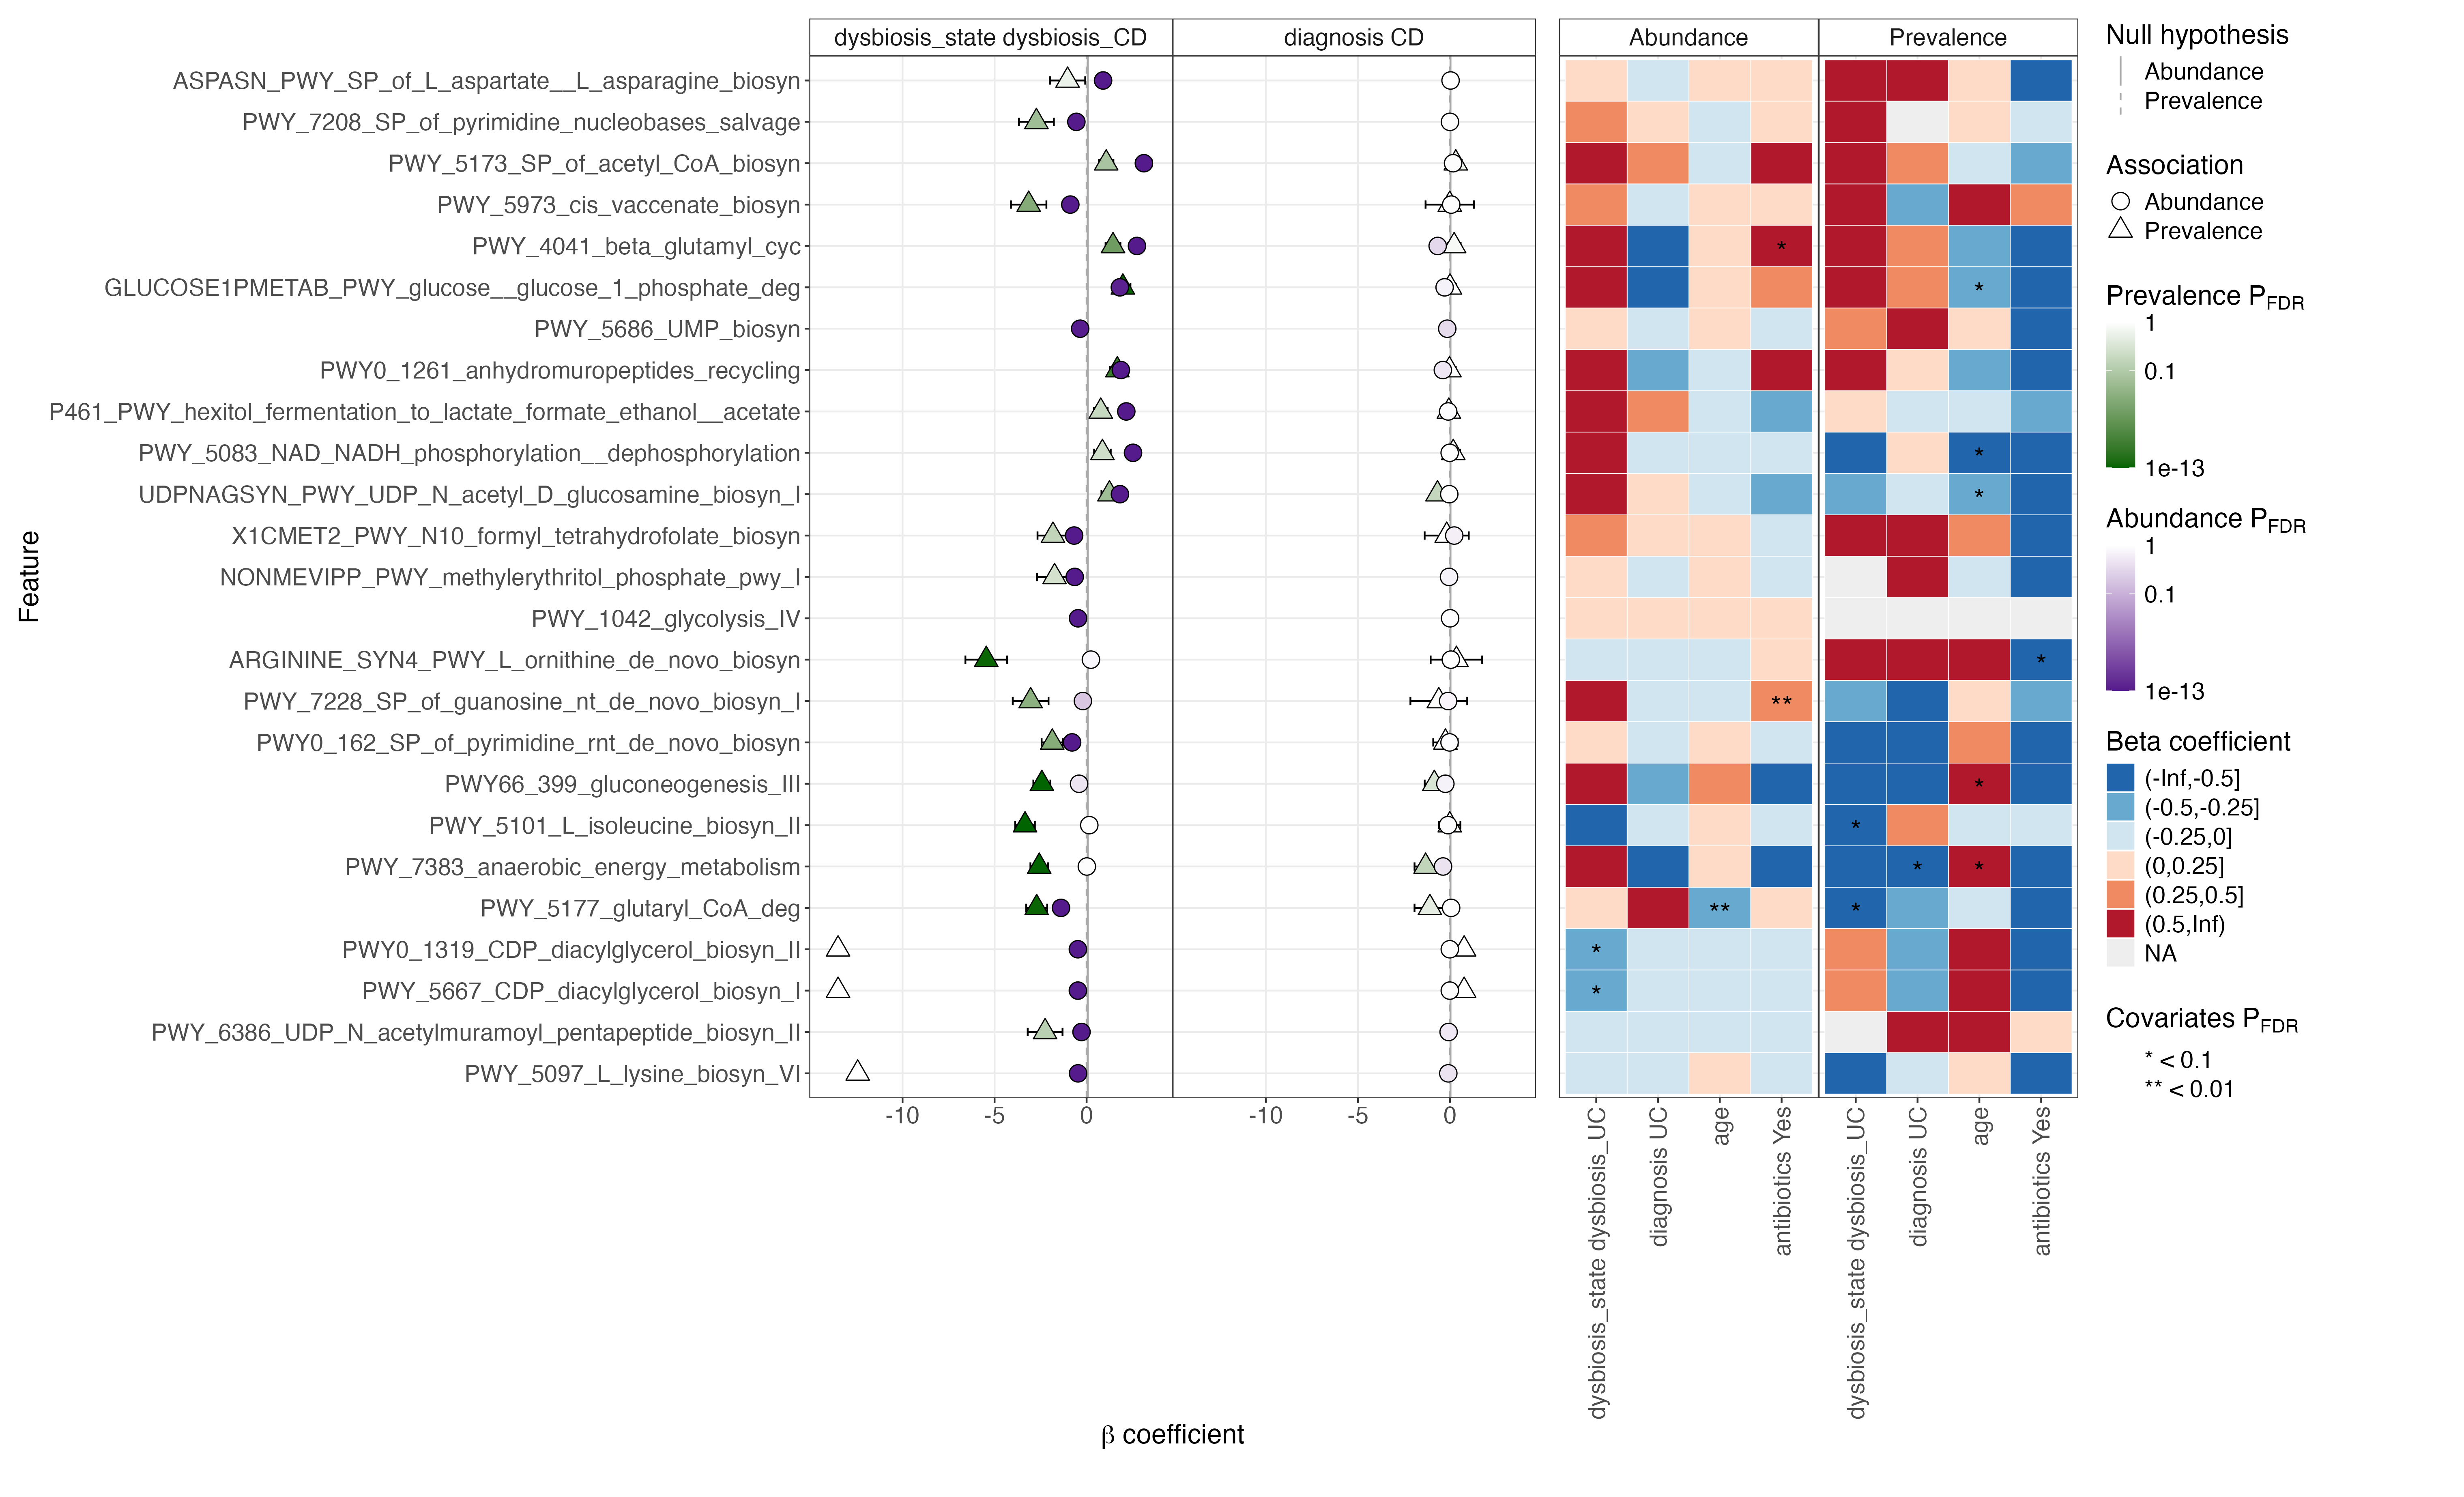 dysbiosis_state dysbiosis_CD
diagnosis CD
Abundance
Prevalence
Feature
ASPASN_PWY_SP_of_L_aspartate__L_asparagine_biosyn
PWY_7208_SP_of_pyrimidine_nucleobases_salvage
PWY_5173_SP_of_acetyl_CoA_biosyn
PWY_5973_cis_vaccenate_biosyn
PWY_4041_beta_glutamyl_cyc
*
GLUCOSE1PMETAB_PWY_glucose__glucose_1_phosphate_deg
*
PWY_5686_UMP_biosyn
PWY0_1261_anhydromuropeptides_recycling
P461_PWY_hexitol_fermentation_to_lactate_formate_ethanol__acetate
PWY_5083_NAD_NADH_phosphorylation__dephosphorylation
*
UDPNAGSYN_PWY_UDP_N_acetyl_D_glucosamine_biosyn_I
*
X1CMET2_PWY_N10_formyl_tetrahydrofolate_biosyn
NONMEVIPP_PWY_methylerythritol_phosphate_pwy_I
PWY_1042_glycolysis_IV
ARGININE_SYN4_PWY_L_ornithine_de_novo_biosyn
*
PWY_7228_SP_of_guanosine_nt_de_novo_biosyn_I
**
PWY0_162_SP_of_pyrimidine_rnt_de_novo_biosyn
PWY66_399_gluconeogenesis_III
*
PWY_5101_L_isoleucine_biosyn_II
*
PWY_7383_anaerobic_energy_metabolism
* *
PWY_5177_glutaryl_CoA_deg
** *
PWY0_1319_CDP_diacylglycerol_biosyn_II
*
PWY_5667_CDP_diacylglycerol_biosyn_I
*
PWY_6386_UDP_N_acetylmuramoyl_pentapeptide_biosyn_II
PWY_5097_L_lysine_biosyn_VI
-10 -5 0
-10 -5 0
β coefficient
dysbiosis_state dysbiosis_UC
diagnosis UC
age
antibiotics Yes
dysbiosis_state dysbiosis_UC
diagnosis UC
age
antibiotics Yes
Null hypothesis
Abundance
Prevalence
Association
Abundance
Prevalence
Prevalence PFDR
1
0.1
1e-13
Abundance PFDR
1
0.1
1e-13
Beta coefficient
(-Inf,-0.5]
(-0.5,-0.25]
(-0.25,0]
(0,0.25]
(0.25,0.5]
(0.5,Inf)
NA
Covariates PFDR
* < 0.1
** < 0.01